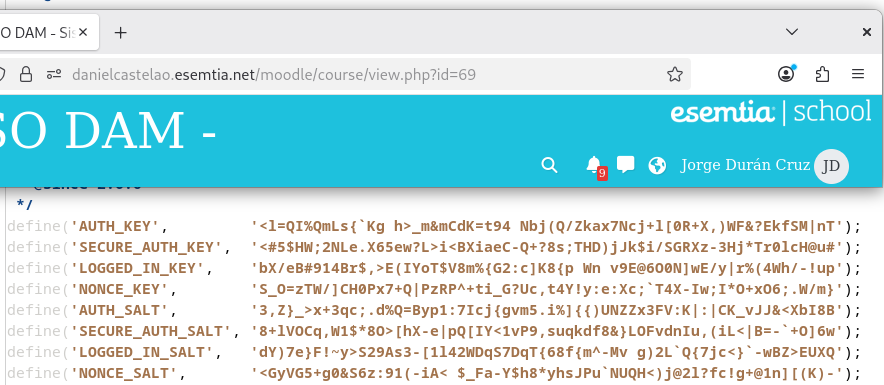 SO DAM - Sis
danielcastelao.esemtia.net/moodle/course/view.php?id=69
esemtia | school
SO DAM -
9
Jorge Durán Cruz JD
*/
define('AUTH_KEY', '<l=QI%QmLs{`Kg h>_m&mCdK=t94 Nbj(Q/Zkax7Ncj+l[0R+X,)WF&?EkfSM|nT');
define('SECURE_AUTH_KEY', '<#5$HW;2NLe.X65ew?L>i<BXiaeC-Q+?8s;THD)jJk$i/SGRXz-3Hj*Tr0lcH@u#');
define('LOGGED_IN_KEY', 'bX/eB#914Br$,>E(IYoT$V8m%{G2:c]K8{p Wn v9E@6O0N]wE/y|r%(4Wh/-!up');
define('NONCE_KEY', 'S_O=zTW/]CH0Px7+Q|PzRP^+ti_G?Uc,t4Y!y:e:Xc;`T4X-Iw;I*O+xO6;.W/m}');
define('AUTH_SALT', '3,Z}_>x+3qc;.d%Q=Byp1:7Icj{gvm5.i%]{{)UNZZx3FV:K|:|CK_vJJ&<XbI8B');
define('SECURE_AUTH_SALT', '8+lVOCq,W1$*8O>[hX-e|pQ[IY<1vP9,suqkdf8&}LOFvdnIu,(iL<|B=-`+O]6w');
define('LOGGED_IN_SALT', 'dY)7e}F!~y>S29As3-[1l42WDqS7DqT{68f{m^-Mv g)2L`Q{7jc<}`-wBZ>EUXQ');
define('NONCE_SALT', '<GyVG5+g0&S6z:91(-iA< $_Fa-Y$h8*yhsJPu`NUQH<)j@2l?fc!g+@1n][(K)-');